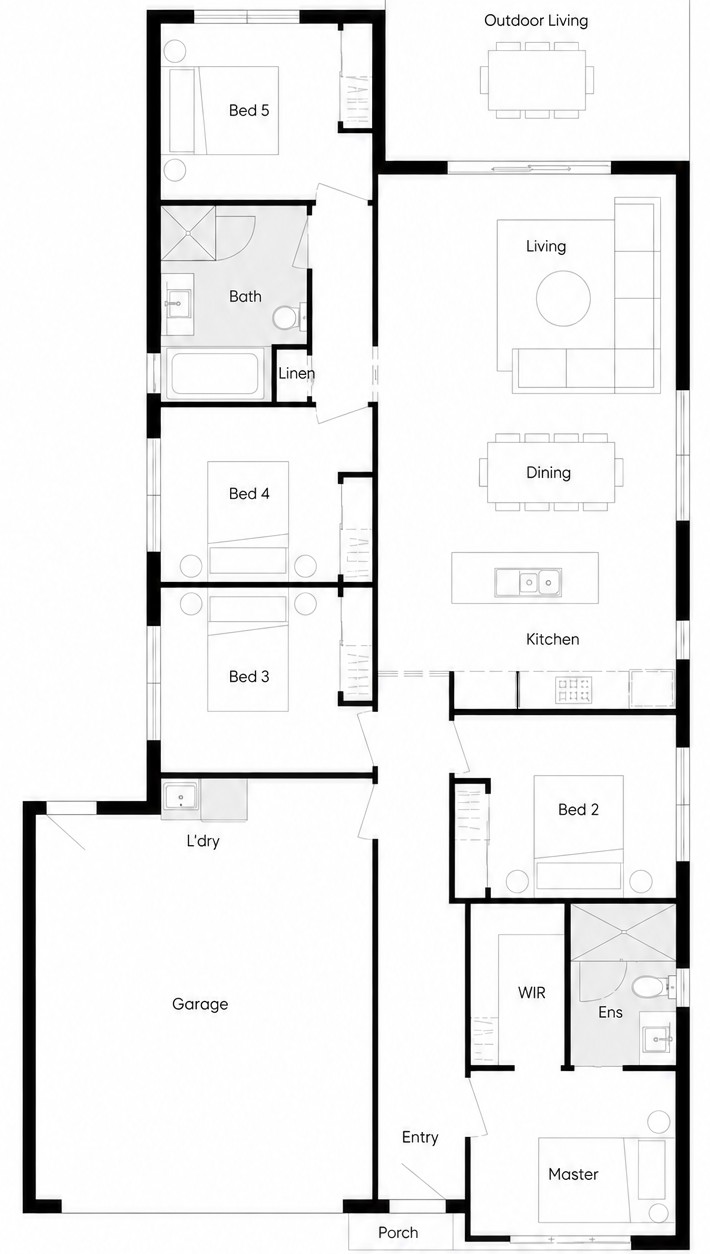 Outdoor Living
Bed 5
Living
Bath
Linen
Dining
Bed 4
Kitchen
Bed 3
Bed 2
L'dry
WIR
Garage
Ens
Entry
Master
Porch